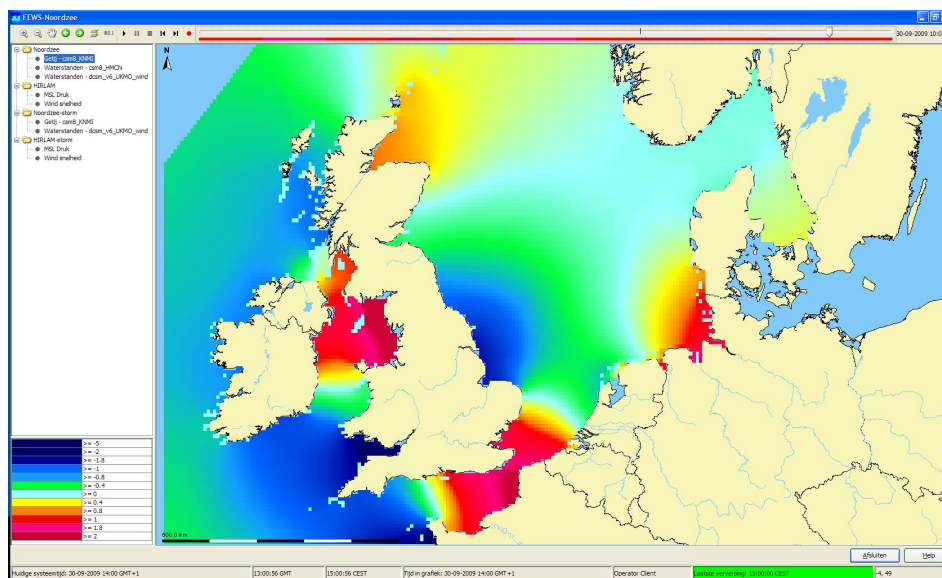 FEWS-Noordzee
30-09-2009 10:0
Noordzee
Getij - csm8_KNMI
Waterstanden - csm8_HMCN
Waterstanden - dcsm_v6_UKMO_wind
HIRLAM
MSL Druk
Wind snelheid
Noordzee-storm
Getij - csm8_KNMI
Waterstanden - dcsm_v6_UKMO_wind
HIRLAM-storm
MSL Druk
Wind snelheid
N
>= -5
>= -2
>= -1.8
>= -1
>= -0.8
>= -0.4
>= 0
>= 0.4
>= 0.8
>= 1
>= 1.8
>= 2
600.0 km
Afsluiten
Help
Huidige systeemtijd: 30-09-2009 14:00 GMT+1
13:00:56 GMT
15:00:56 CEST
Tijd in grafiek: 30-09-2009 14:00 GMT+1
Operator Client
Laatste verversing: 15:00:00 CEST
-4, 49